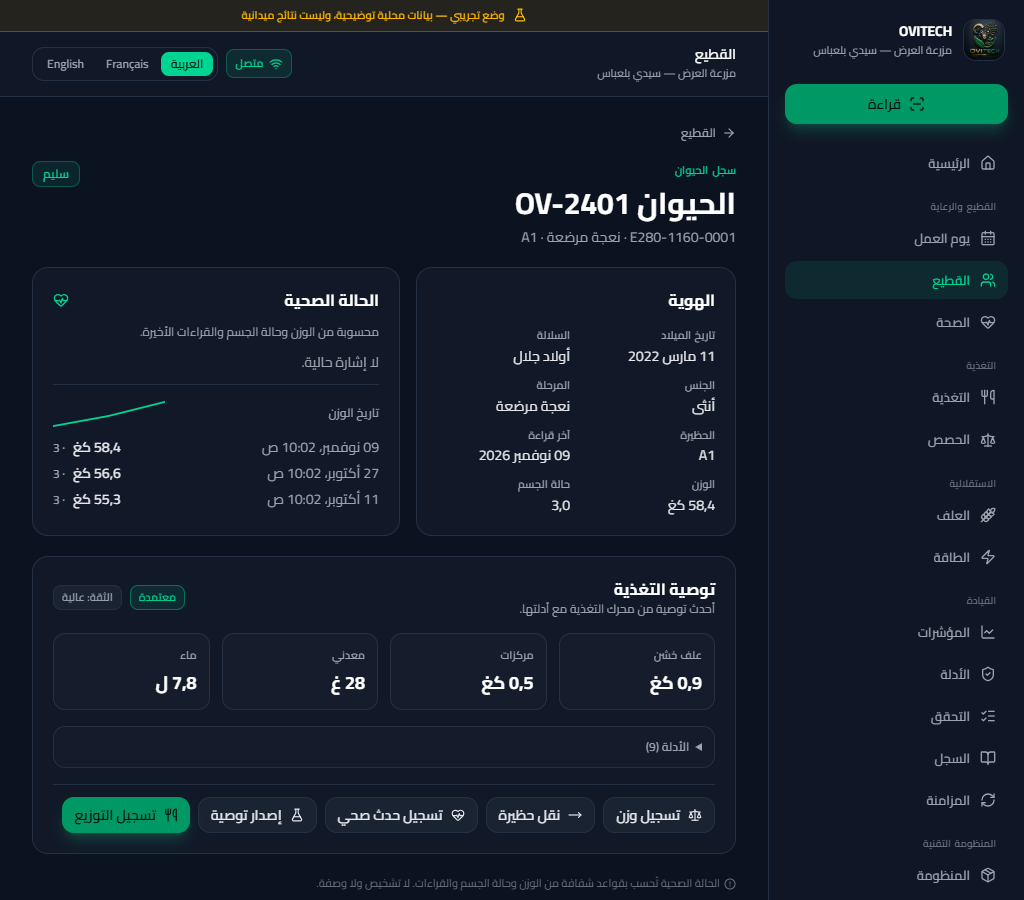 وضع تجريبي — بيانات محلية توضيحية، وليست نتائج ميدانية
OVITECH
مزرعة العرض — سيدي بلعباس
قراءة
الرئيسية
القطيع والرعاية
يوم العمل
القطيع
الصحة
التغذية
التغذية
الحصص
الاستقلالية
العلف
الطاقة
القيادة
المؤشرات
الأدلة
التحقق
السجل
المزامنة
المنظومة التقنية
المنظومة
القطيع
مزرعة العرض — سيدي بلعباس
متصل
العربية
Français
English
القطيع
سجل الحيوان
الحيوان OV-2401
E280-1160-0001 · نعجة مرضعة · A1
سليم
الهوية
تاريخ الميلاد
11 مارس 2022
السلالة
أولاد جلال
الجنس
أنثى
المرحلة
نعجة مرضعة
الحظيرة
A1
آخر قراءة
09 نوفمبر 2026
الوزن
58,4 كغ
حالة الجسم
3,0
الحالة الصحية
محسوبة من الوزن وحالة الجسم والقراءات الأخيرة.
لا إشارة حالية.
تاريخ الوزن
09 نوفمبر، 10:02 ص 58,4 كغ · 3
27 أكتوبر، 10:02 ص 56,6 كغ · 3
11 أكتوبر، 10:02 ص 55,3 كغ · 3
توصية التغذية
أحدث توصية من محرك التغذية مع أدلتها.
معتمدة
الثقة: عالية
علف خشن
0,9 كغ
مركزات
0,5 كغ
معدني
28 غ
ماء
7,8 ل
الأدلة (9)
تسجيل وزن
نقل حظيرة
تسجيل حدث صحي
إصدار توصية
تسجيل التوزيع
الحالة الصحية تُحسب بقواعد شفافة من الوزن وحالة الجسم والقراءات. لا تشخيص ولا وصفة.